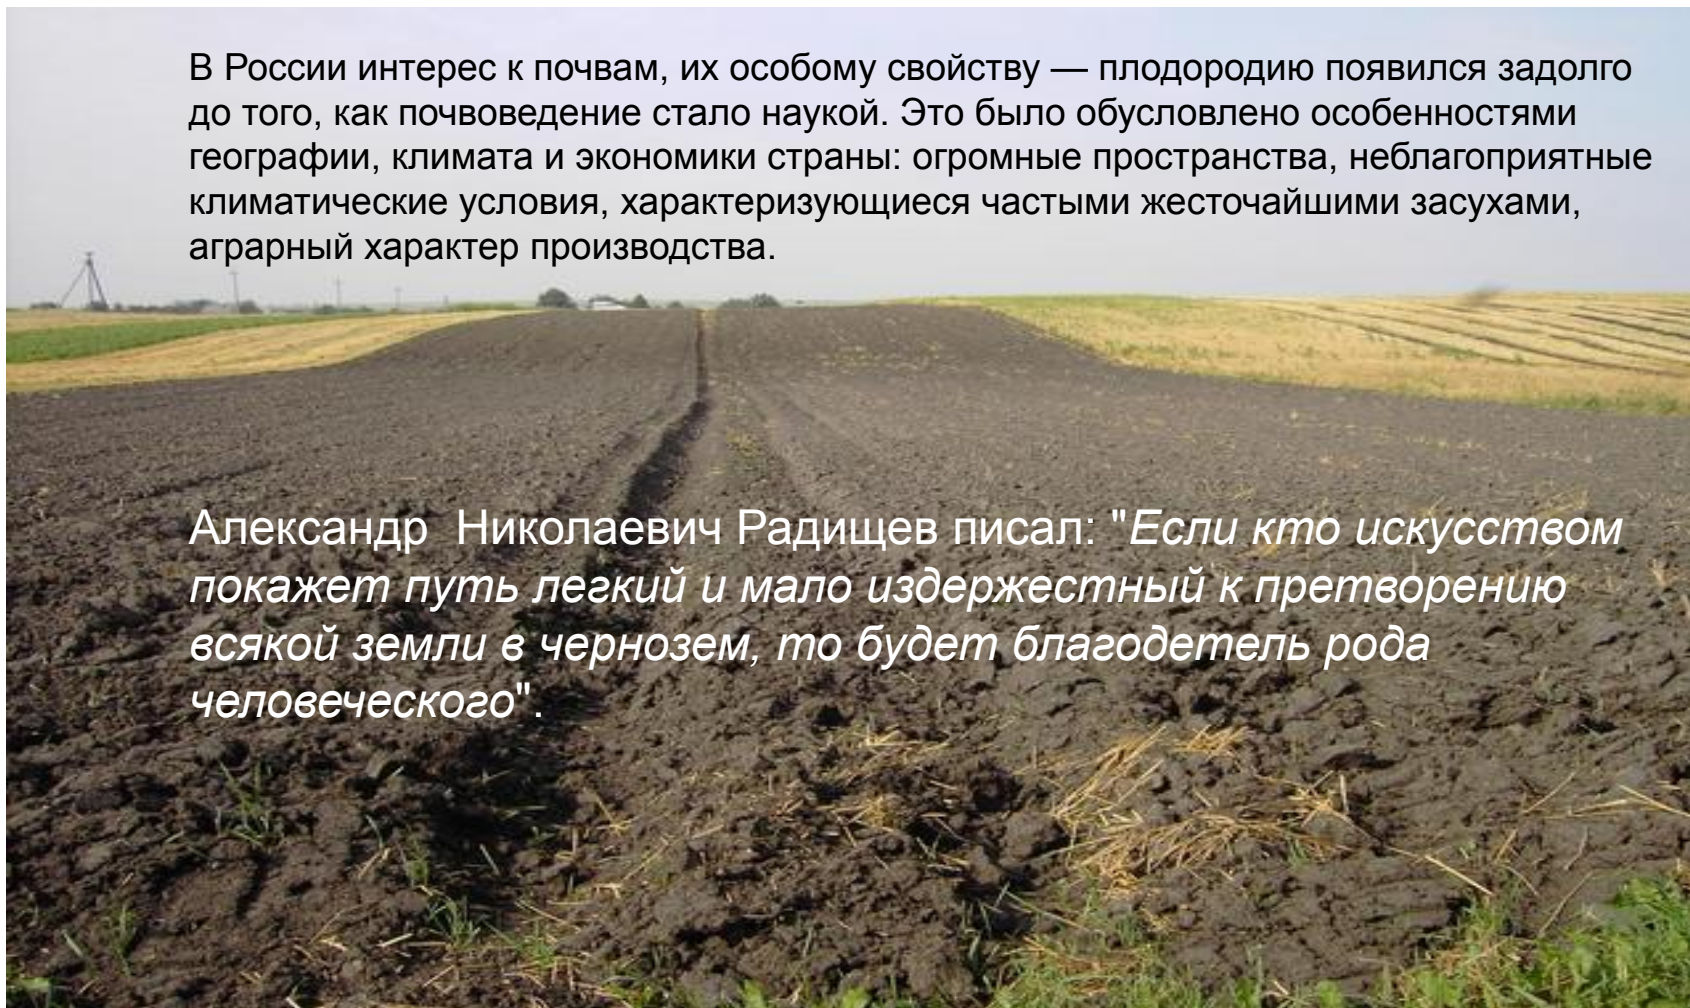 В России интерес к почвам, их особому свойству — плодородию появился задолго
до того, как почвоведение стало наукой. Это было обусловлено особенностями
географии, климата и экономики страны: огромные пространства, неблагоприятные
климатические условия, характеризующиеся частыми жесточайшими засухами,
аграрный характер производства.
Александр  Николаевич Радищев писал: "Если кто искусством
покажет путь легкий и мало издержестный к претворению
всякой земли в чернозем, то будет благодетель рода
человеческого".